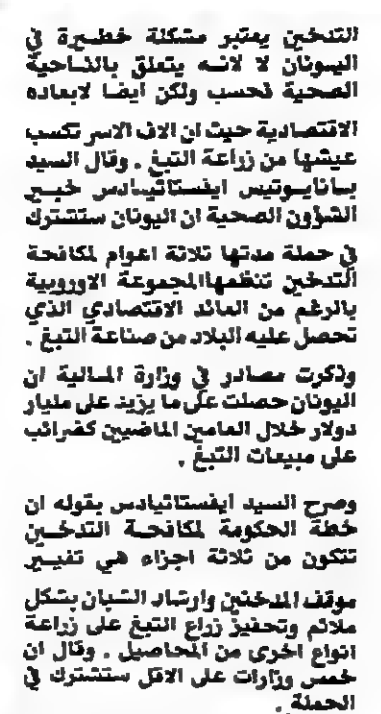 التدخين يعتبر مشكلة خطيرة في
اليونان لا لانه يتعلق بالناحية
الصحية فحسب ولكن ايضا لابعاده
الاقتصادية حيث ان الاف الاسر تكسب
عيشها من زراعة التبغ . وقال السيد
بانايوتيس ايفستاتيادس خبير
الشؤون الصحية ان اليونان ستشترك
في حملة مدتها ثلاثة اعوام لمكافحة
التدخين تنظمها المجموعة الاوروبية
بالرغم من العائد الاقتصادي الذي
تحصل عليه البلاد من صناعة التبغ .
وذكرت مصادر في وزارة المالية ان
اليونان حصلت على ما يزيد على مليار
دولار خلال العامين الماضيين كضرائب
على مبيعات التبغ .
وصرح السيد ايفستاتيادس بقوله ان
خطة الحكومة لمكافحة التدخين
تتكون من ثلاثة اجزاء هي تغيير
موقف المدخنين وارشاد الشبان بشكل
ملائم وتحفيز زراع التبغ على زراعة
انواع اخرى من المحاصيل . وقال ان
خمس وزارات على الاقل ستشترك في
الحملة .